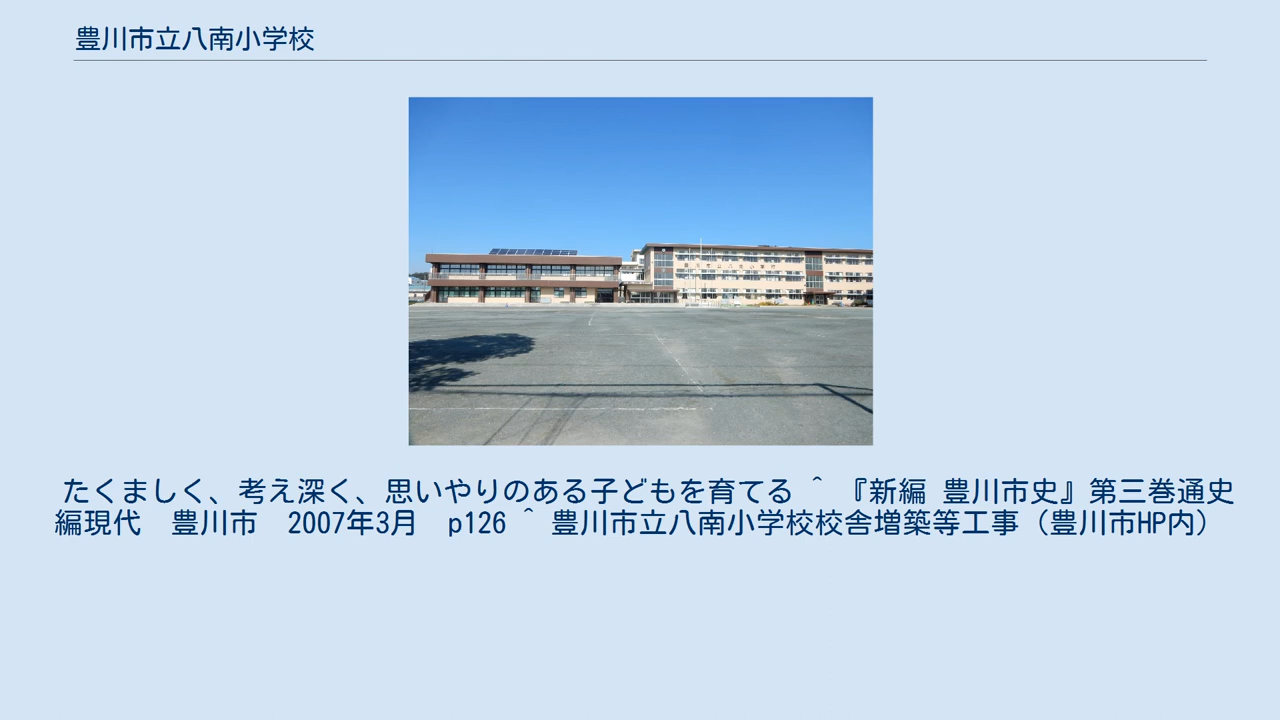 豊川市立八南小学校
たくましく、考え深く、思いやりのある子どもを育てる ^ 『新編 豊川市史』第三巻通史
編現代　豊川市　2007年3月　p126 ^ 豊川市立八南小学校校舎増築等工事（豊川市HP内）